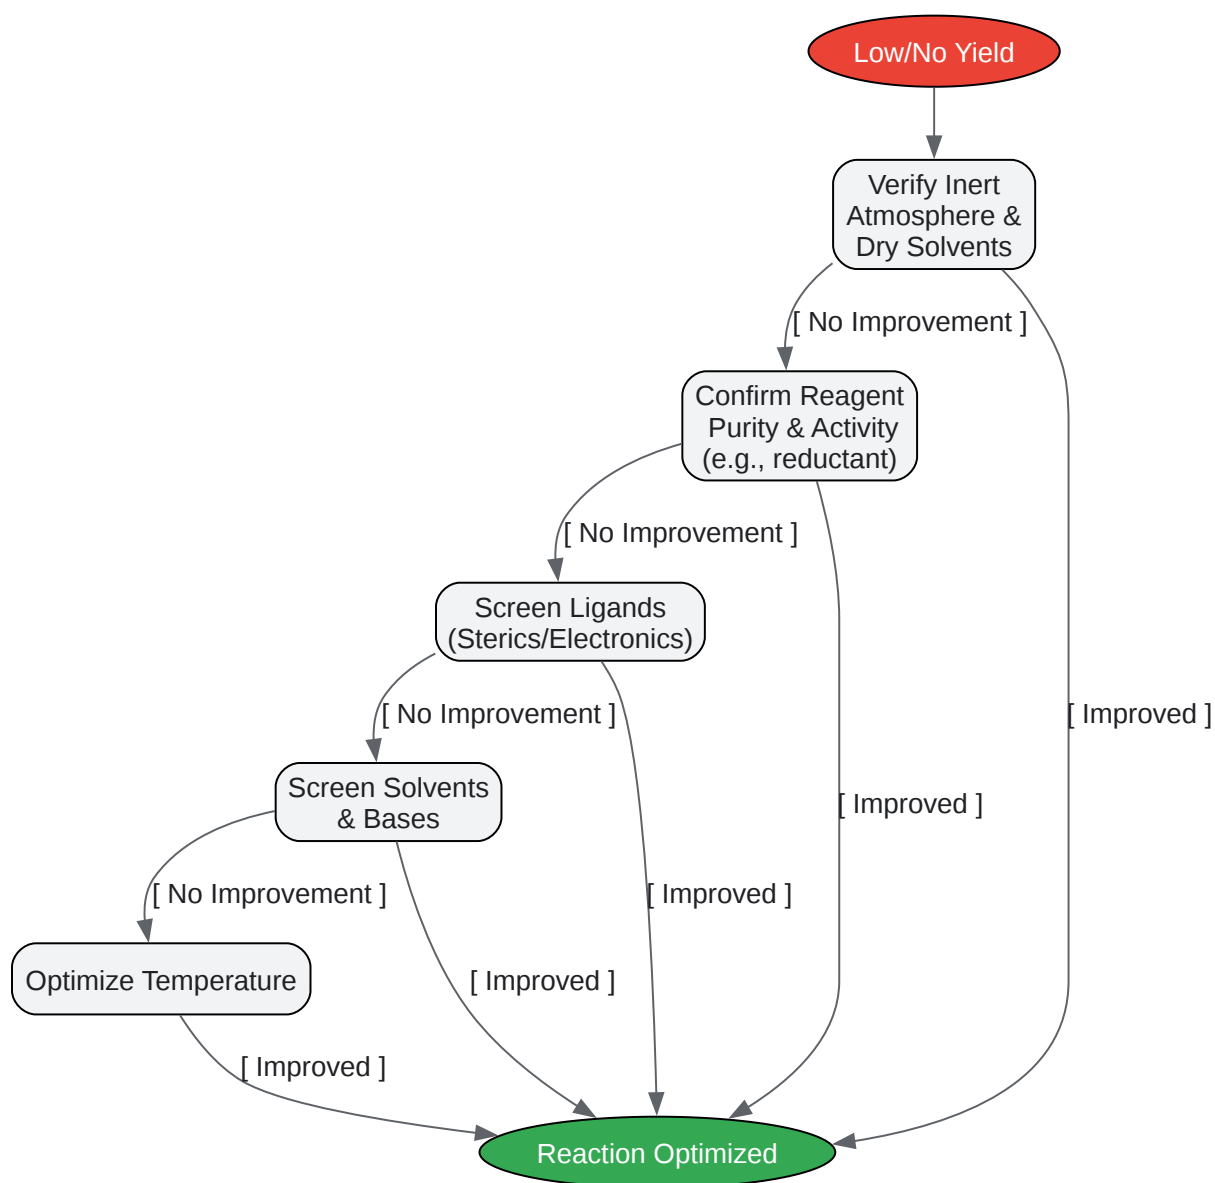 Low/No Yield
Verify Inert
Atmosphere &
Dry Solvents
[ No Improvement ]
Confirm Reagent
Purity & Activity
(e.g., reductant)
[ No Improvement ]
Screen Ligands
(Sterics/Electronics)
[ No Improvement ]
[ Improved ]
Screen Solvents
& Bases
[ Improved ]
[ No Improvement ]
[ Improved ]
Optimize Temperature
[ Improved ]
[ Improved ]
Reaction Optimized